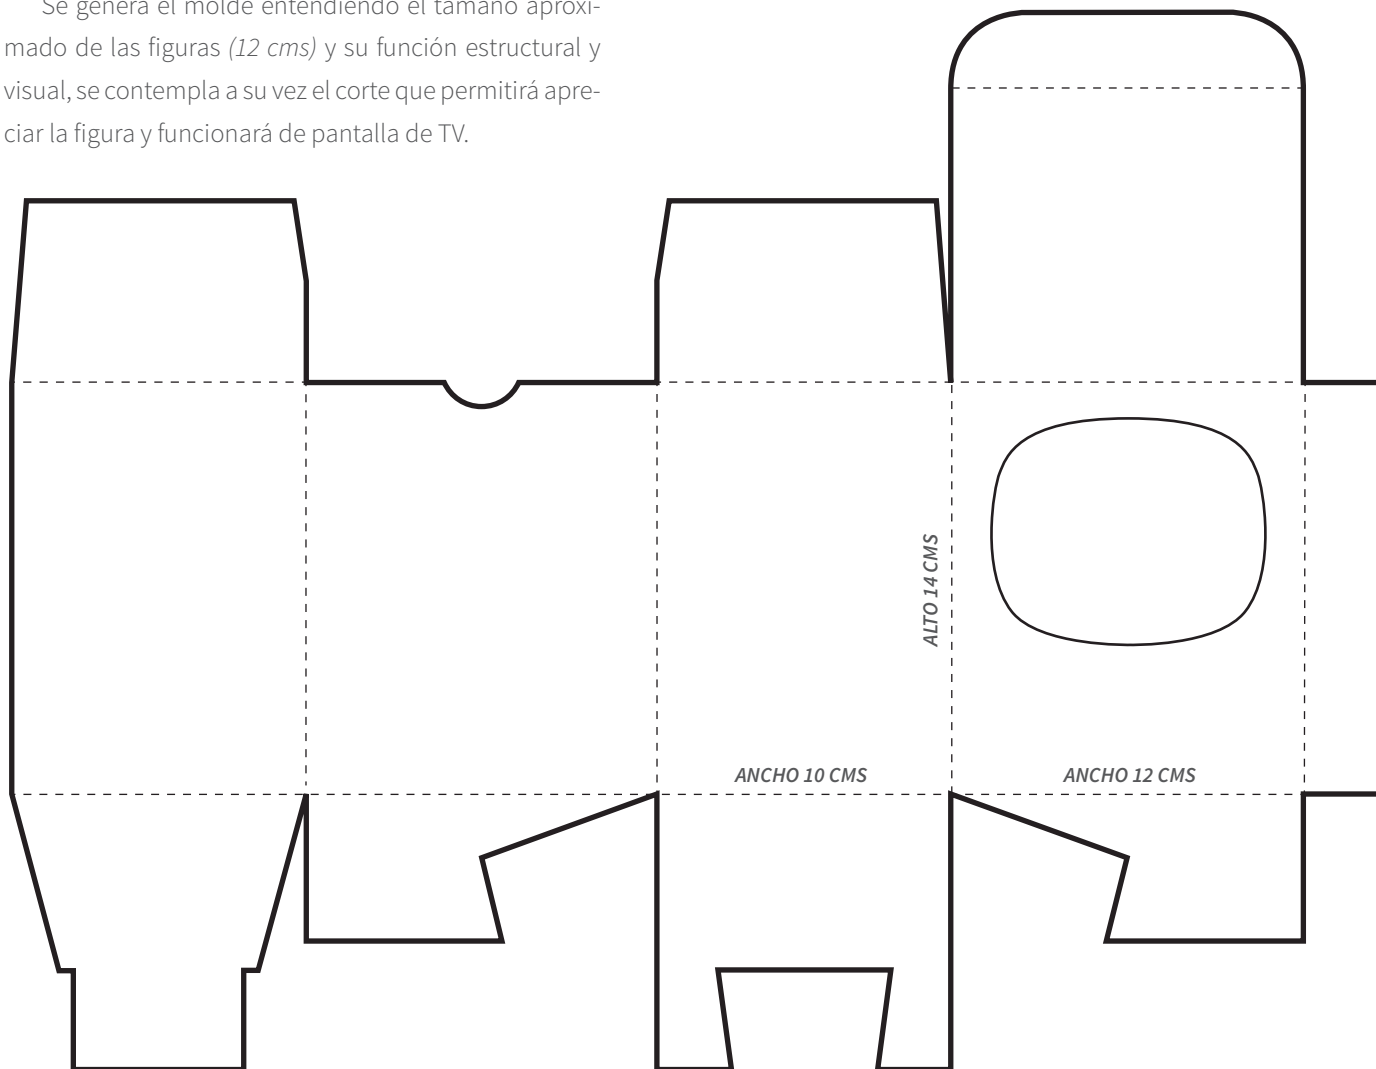 Se genera el molde entendiendo el tamaño aproxi-
mado de las figuras (12 cms) y su función estructural y
visual, se contempla a su vez el corte que permitirá apre-
ciar la figura y funcionará de pantalla de TV.
ALTO 14 CMS
ANCHO 10 CMS
ANCHO 12 CMS